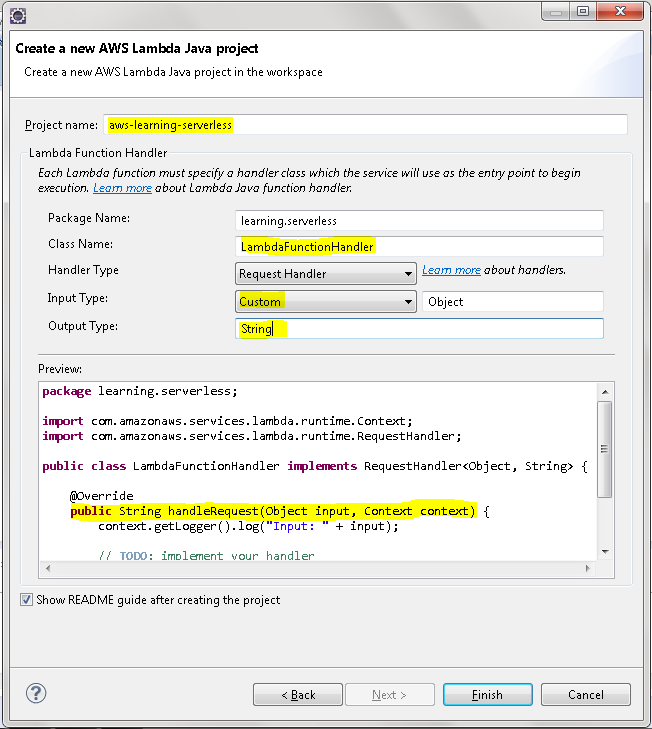 Create a new AWS Lambda Java project
Create a new AWS Lambda Java project in the workspace
Project name: aws-learning-serverless
Lambda Function Handler
Each Lambda function must specify a handler class which the service will use as the entry point to begin
execution. Learn more about Lambda Java function handler.
Package Name: learning.serverless
Class Name: LambdaFunctionHandler
Handler Type Request Handler Learn more about handlers.
Input Type: Custom Object
Output Type: String
Preview:
package learning.serverless;
import com.amazonaws.services.lambda.runtime.Context;
import com.amazonaws.services.lambda.runtime.RequestHandler;
public class LambdaFunctionHandler implements RequestHandler<Object, String> {
@Override
public String handleRequest(Object input, Context context) {
context.getLogger().log("Input: " + input);
// TODO: implement your handler
Show README guide after creating the project
? < Back Next > Finish Cancel